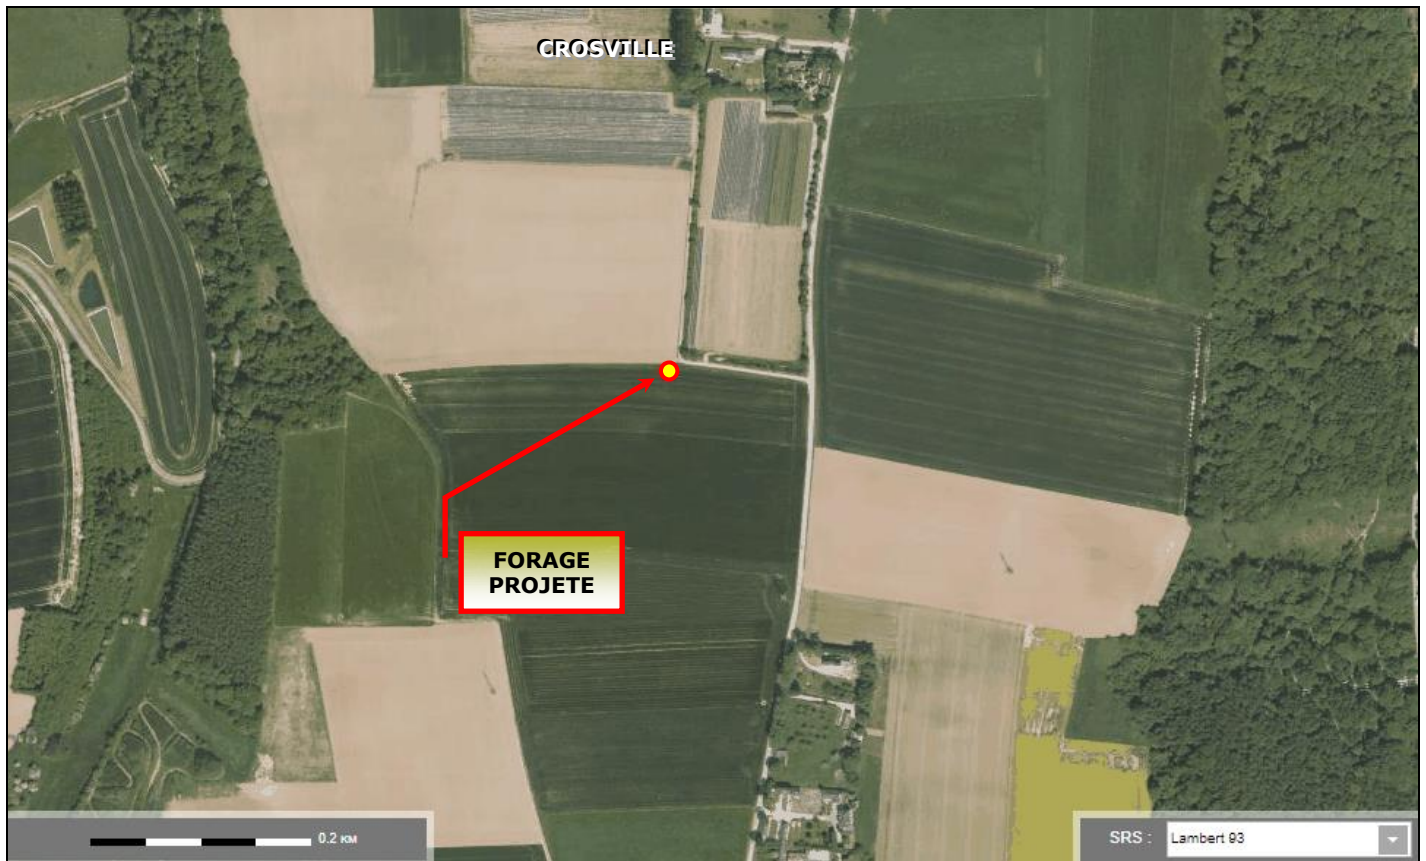 CROSVILLE
FORAGE
PROJETE
0.2 KM
SRS :
Lambert 93